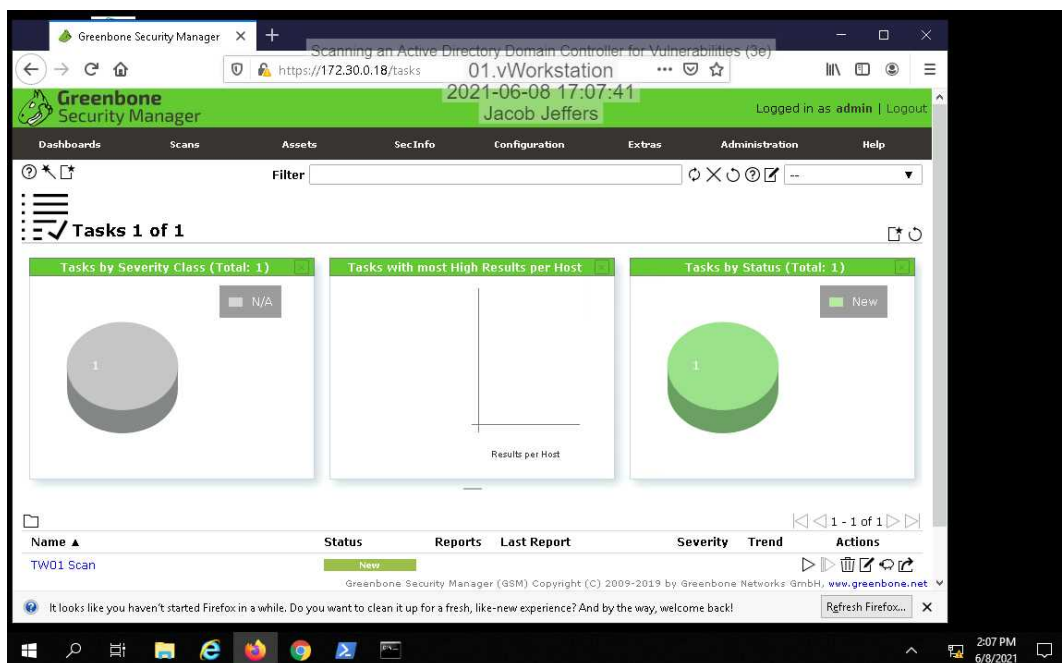 Greenbone Security Manager
Scanning an Active Directory Domain Controller for Vulnerabilities (3e)
https://172.30.0.18/tasks
01.vWorkstation
2021-06-08 17:07:41
Jacob Jeffers
Greenbone
Security Manager
Logged in as admin | Logout
Dashboards Scans Assets SecInfo Configuration Extras Administration Help
Filter
--
Tasks 1 of 1
Tasks by Severity Class (Total: 1)
N/A
1
Tasks with most High Results per Host
Results per Host
Tasks by Status (Total: 1)
New
1
1 - 1 of 1
Name ▲ Status Reports Last Report Severity Trend Actions
TW01 Scan New
Greenbone Security Manager (GSM) Copyright (C) 2009-2019 by Greenbone Networks GmbH, www.greenbone.net
It looks like you haven't started Firefox in a while. Do you want to clean it up for a fresh, like-new experience? And by the way, welcome back!
Refresh Firefox...
2:07 PM
6/8/2021